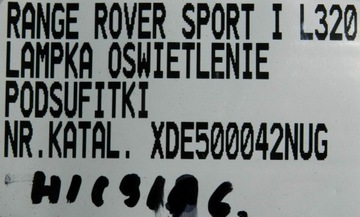 RANGE ROVER SPORT I L320
LAMPKA OSWIETLENIE
PODSUFITKI
NR.KATAL. XDE500042NUG